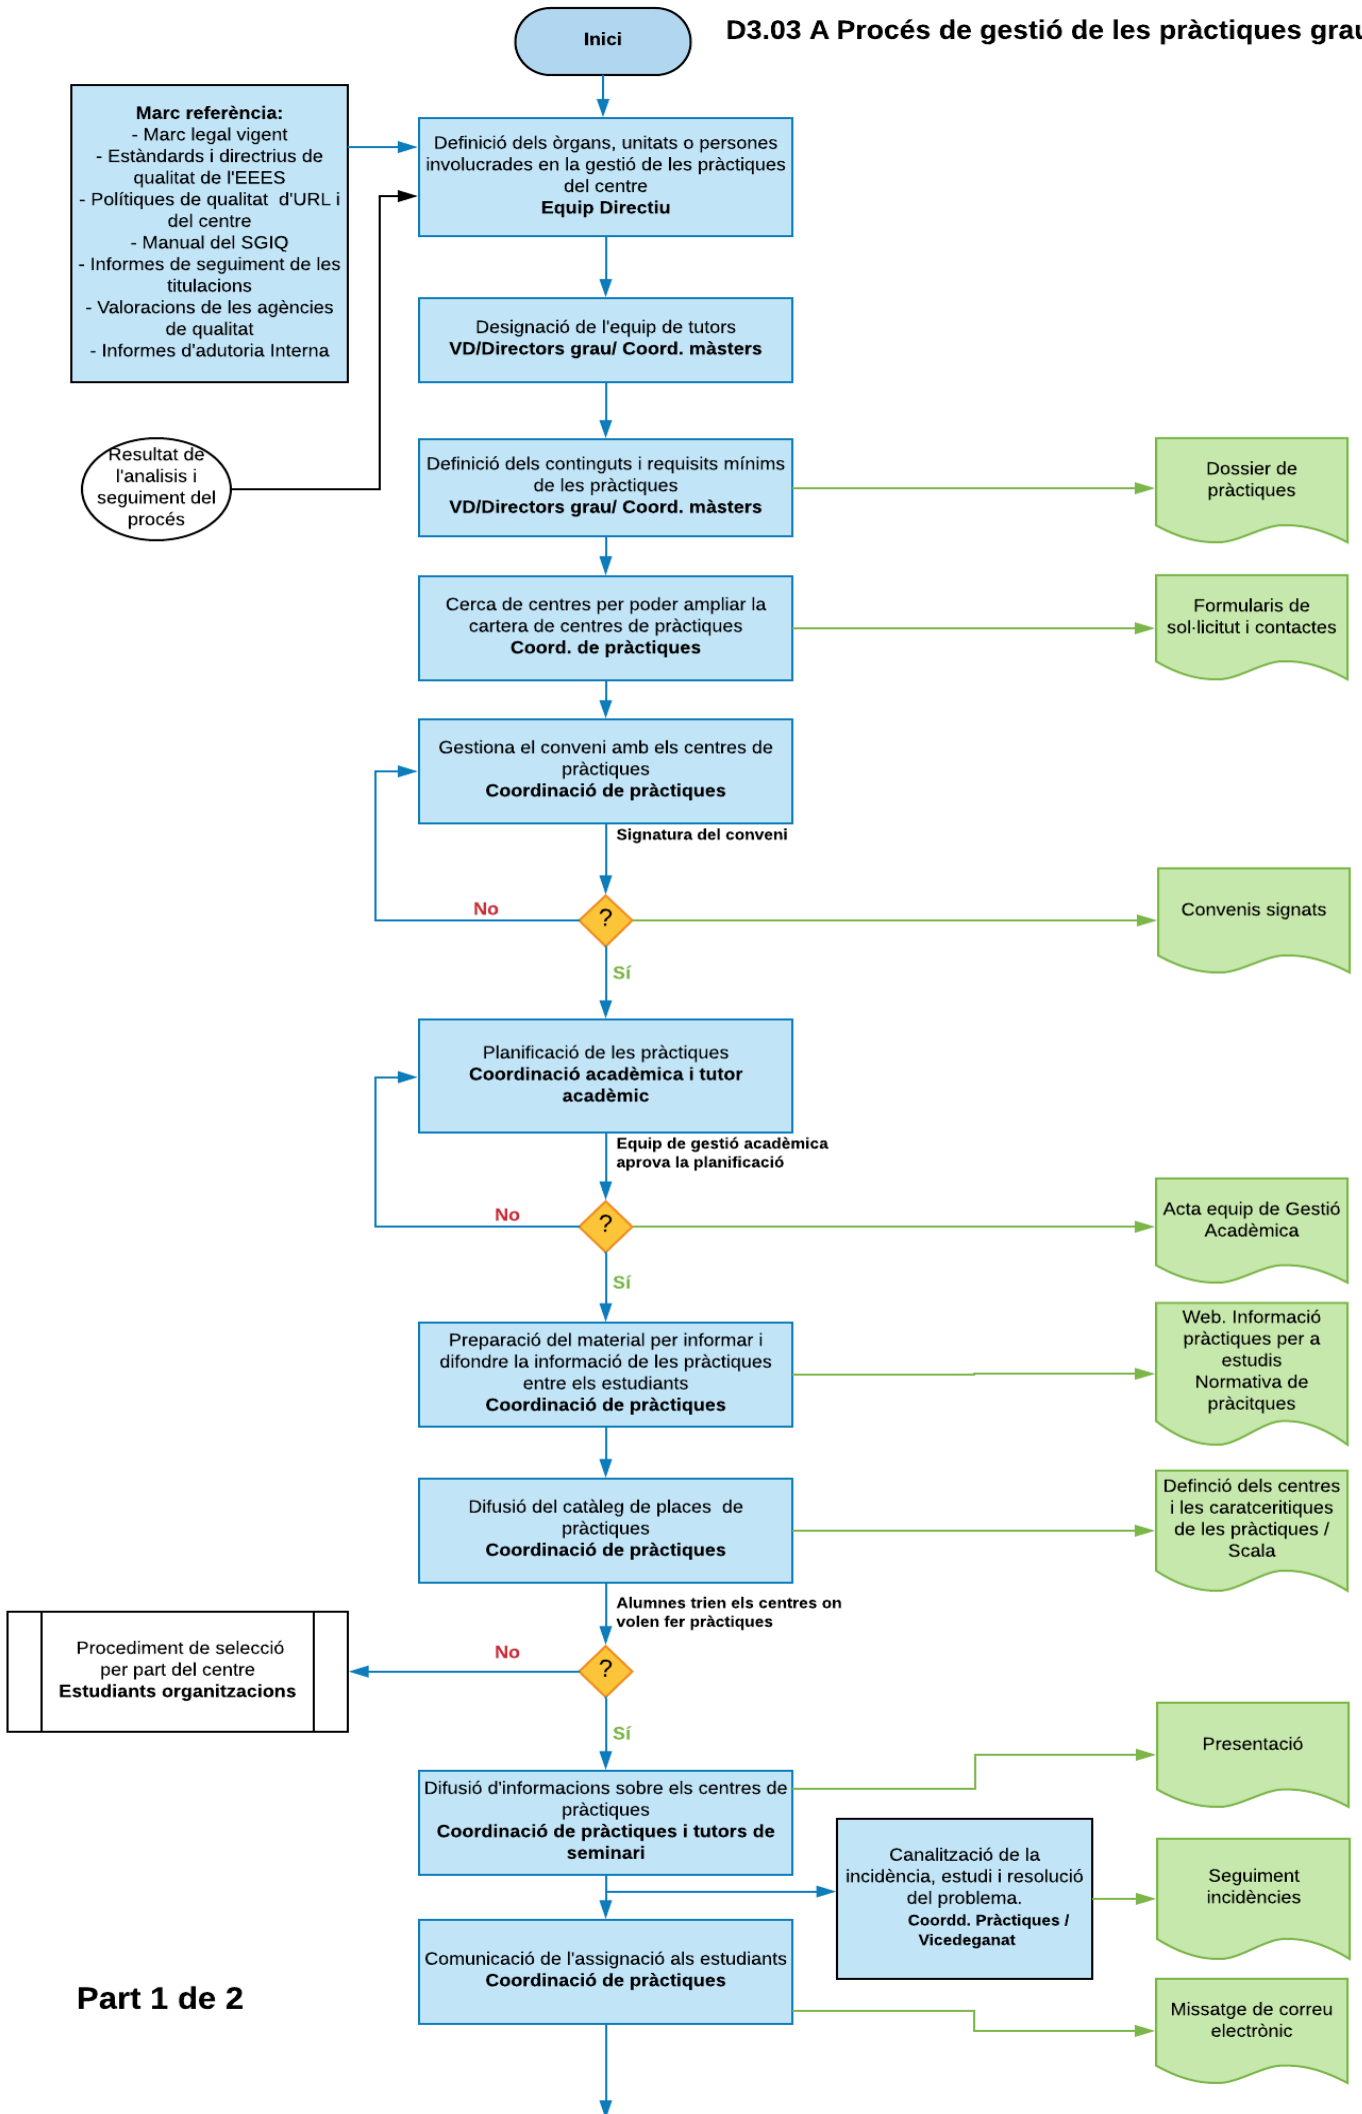 D3.03 A Procés de gestió de les pràctiques grau
Inici
Marc referència:
- Marc legal vigent
- Estàndards i directrius de
qualitat de l'EEES
- Polítiques de qualitat d'URL i
del centre
- Manual del SGIQ
- Informes de seguiment de les
titulacions
- Valoracions de les agències
de qualitat
- Informes d'adutoria Interna
Definició dels òrgans, unitats o persones
involucrades en la gestió de les pràctiques
del centre
Equip Directiu
Designació de l'equip de tutors
VD/Directors grau/ Coord. màsters
Resultat de
l'analisis i
seguiment del
procés
Definició dels continguts i requisits mínims
de les pràctiques
VD/Directors grau/ Coord. màsters
Dossier de
pràctiques
Cerca de centres per poder ampliar la
cartera de centres de pràctiques
Coord. de pràctiques
Formularis de
sol·licitut i contactes
Gestiona el conveni amb els centres de
pràctiques
Coordinació de pràctiques
Signatura del conveni
No
?
Convenis signats
Sí
Planificació de les pràctiques
Coordinació acadèmica i tutor
acadèmic
Equip de gestió acadèmica
aprova la planificació
No
?
Acta equip de Gestió
Acadèmica
Sí
Preparació del material per informar i
difondre la informació de les pràctiques
entre els estudiants
Coordinació de pràctiques
Web. Informació
pràctiques per a
estudis
Normativa de
pràcitques
Difusió del catàleg de places de
pràctiques
Coordinació de pràctiques
Definció dels centres
i les caratceritiques
de les pràctiques /
Scala
Alumnes trien els centres on
volen fer pràctiques
No
?
Procediment de selecció
per part del centre
Estudiants organitzacions
Sí
Difusió d'informacions sobre els centres de
pràctiques
Coordinació de pràctiques i tutors de
seminari
Presentació
Canalització de la
incidència, estudi i resolució
del problema.
Coordd. Pràctiques /
Vicedeganat
Seguiment
incidències
Comunicació de l'assignació als estudiants
Coordinació de pràctiques
Missatge de correu
electrònic
Part 1 de 2